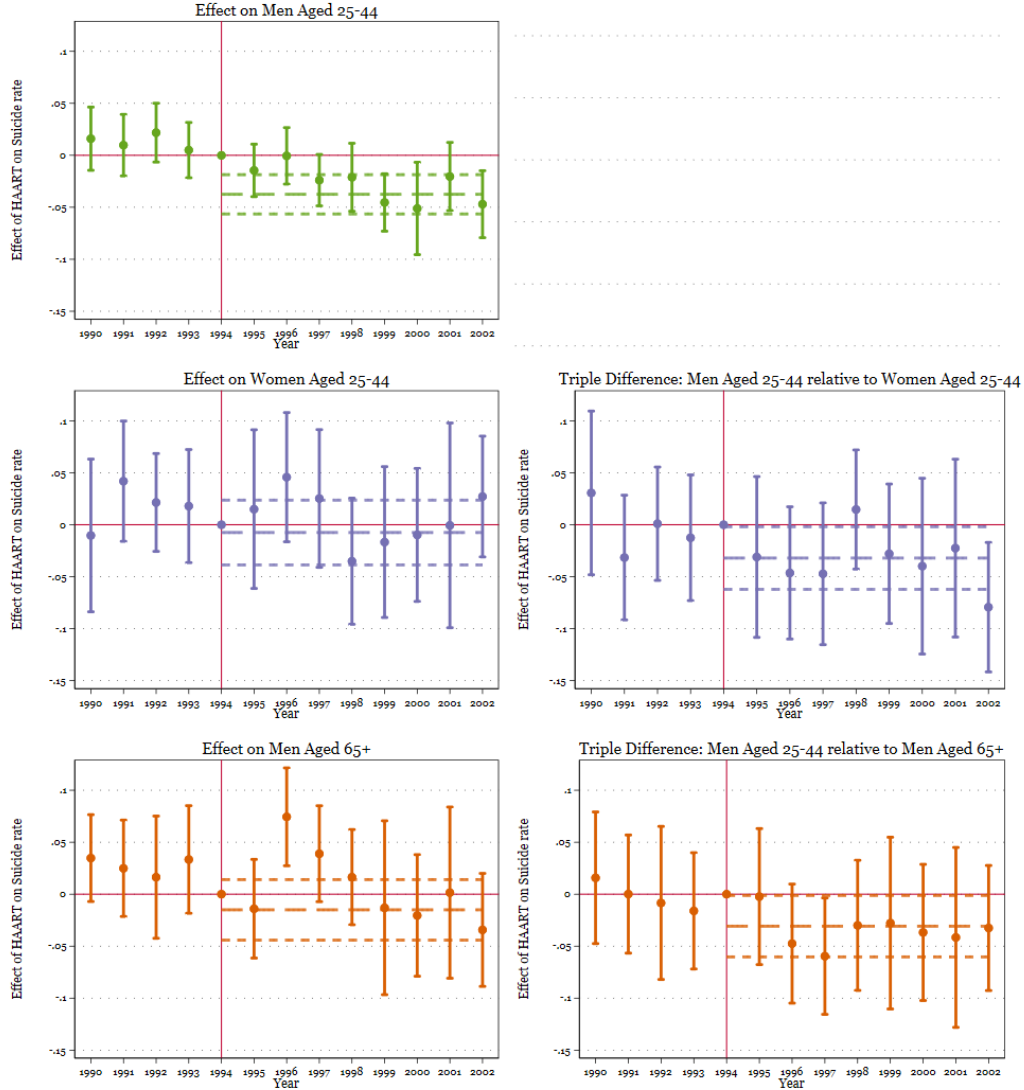 Effect on Men Aged 25-44
Effect of HAART on Suicide rate
.1
.05
0
-.05
-.1
-.15
1990 1991 1992 1993 1994 1995 1996 1997 1998 1999 2000 2001 2002
Year
Effect on Women Aged 25-44
Effect of HAART on Suicide rate
.1
.05
0
-.05
-.1
-.15
1990 1991 1992 1993 1994 1995 1996 1997 1998 1999 2000 2001 2002
Year
Triple Difference: Men Aged 25-44 relative to Women Aged 25-44
Effect of HAART on Suicide rate
.1
.05
0
-.05
-.1
-.15
1990 1991 1992 1993 1994 1995 1996 1997 1998 1999 2000 2001 2002
Year
Effect on Men Aged 65+
Effect of HAART on Suicide rate
.1
.05
0
-.05
-.1
-.15
1990 1991 1992 1993 1994 1995 1996 1997 1998 1999 2000 2001 2002
Year
Triple Difference: Men Aged 25-44 relative to Men Aged 65+
Effect of HAART on Suicide rate
.1
.05
0
-.05
-.1
-.15
1990 1991 1992 1993 1994 1995 1996 1997 1998 1999 2000 2001 2002
Year